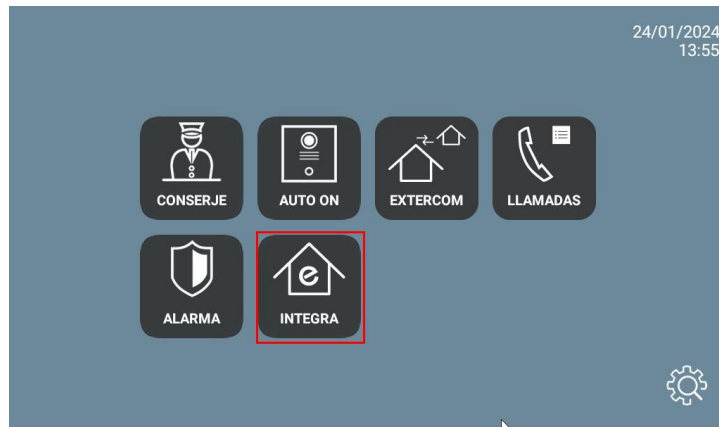 24/01/2024
13:55
CONSERJE
AUTO ON
EXTERCOM
LLAMADAS
ALARMA
e
INTEGRA